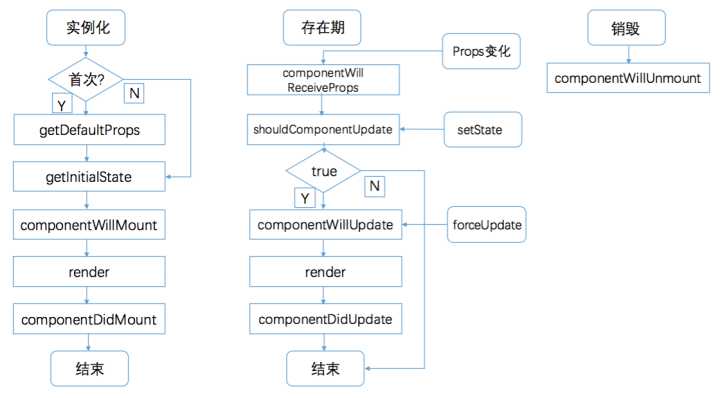 实例化
首次?
Y
N
getDefaultProps
getInitialState
componentWillMount
render
componentDidMount
结束
存在期
Props变化
componentWill
ReceiveProps
shouldComponentUpdate
setState
true
Y
N
componentWillUpdate
forceUpdate
render
componentDidUpdate
结束
销毁
componentWillUnmount